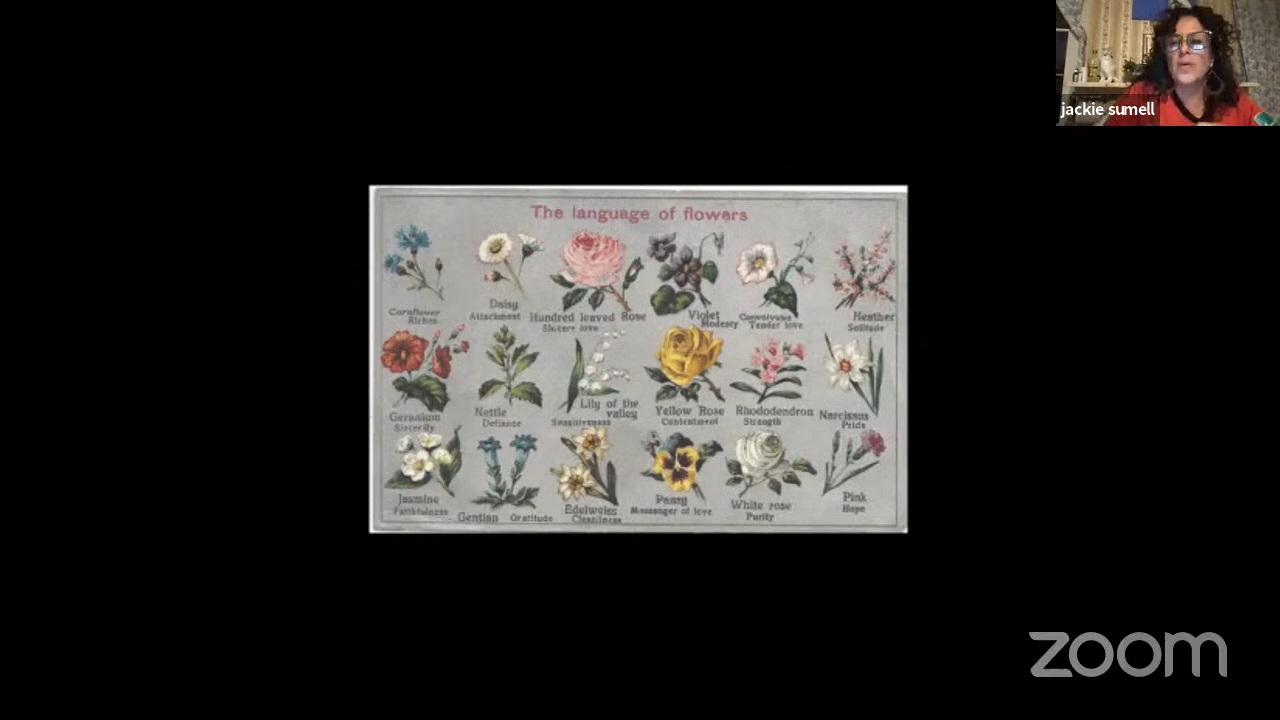 jackie sumell
The language of flowers
Cornflower
Riches
Daisy
Attachment
Hundred leaved Rose
Sincere love
Violet
Modesty
Convolvulus
Tender love
Heather
Solitude
Geranium
Sincerity
Nettle
Defiance
Lily of the
valley
Yellow Rose
Contentment
Rhododendron
Strength
Narcissus
Pride
Jasmine
Faithfulness
Gentian
Gratitude
Edelweiss
Cleanliness
Pansy
Messenger of love
White rose
Purity
Pink
Hope
zoom